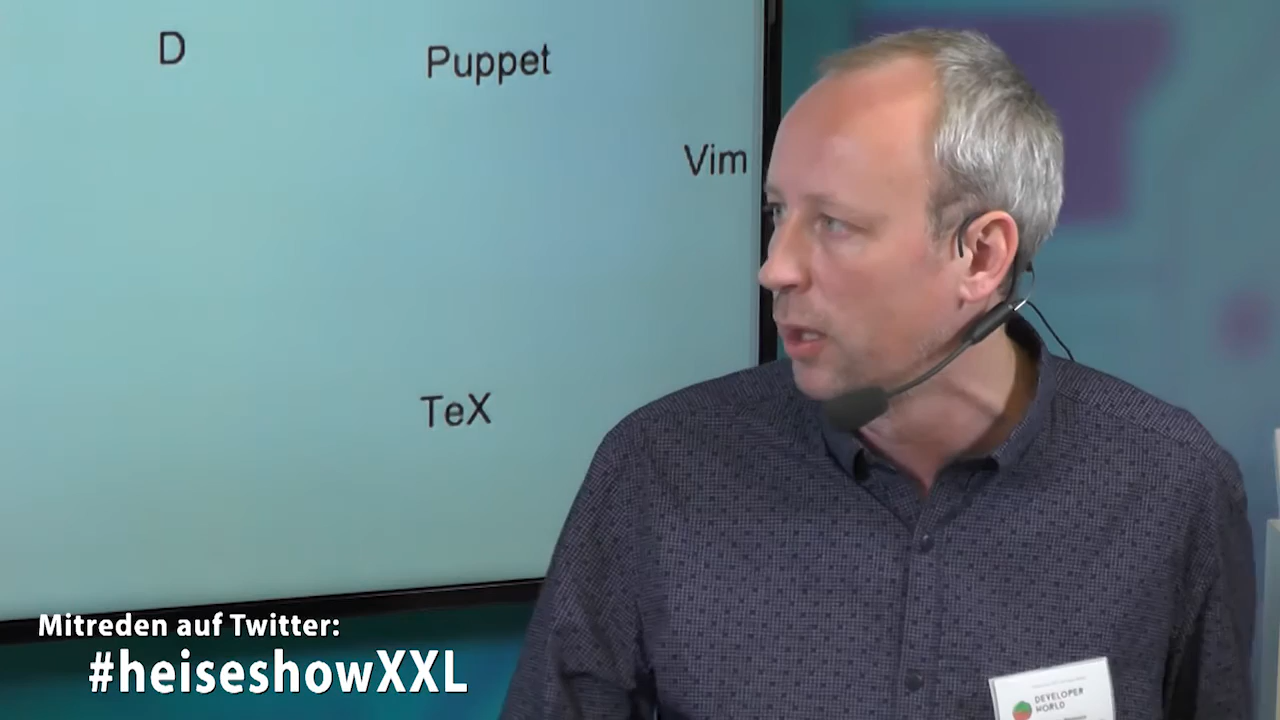 D
Puppet
Vim
TeX
Mitreden auf Twitter:
#heiseshowXXL
DEVELOPER
WORLD